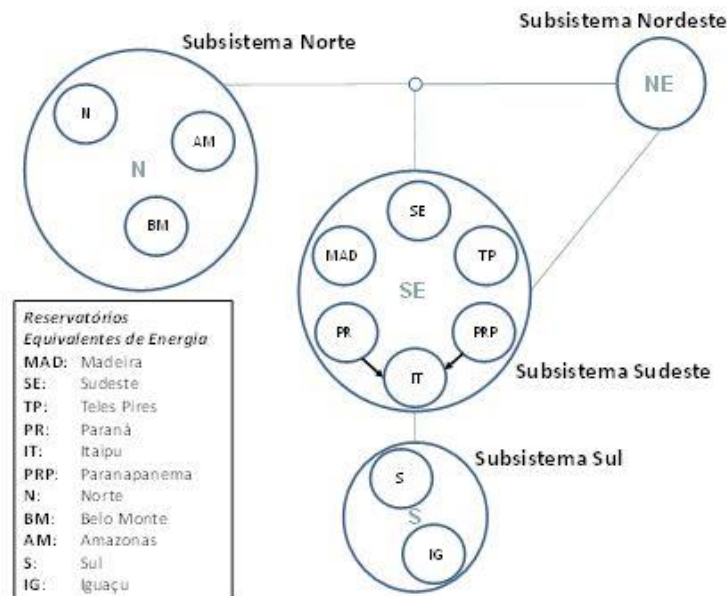 Subsistema Nordeste
Subsistema Norte
NE
N
AM
N
BM
SE
MAD
TP
SE
PR
PRP
IT
Subsistema Sudeste
Subsistema Sul
S
S
IG
Reservatórios
Equivalentes de Energia
MAD: Madeira
SE: Sudeste
TP: Teles Pires
PR: Paraná
IT: Itaipu
PRP: Paranapanema
N: Norte
BM: Belo Monte
AM: Amazonas
S: Sul
IG: Iguaçu